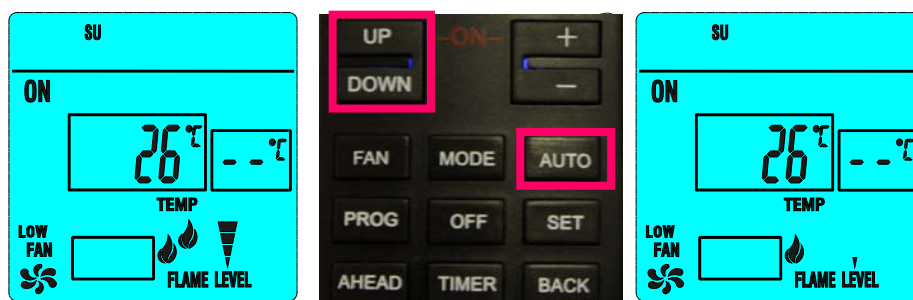 SU
ON
26°C
- -°C
TEMP
LOW
FAN
FLAME LEVEL
UP
-ON-
+
DOWN
-
FAN MODE AUTO
PROG OFF SET
AHEAD TIMER BACK
SU
ON
26°C
- -°C
TEMP
LOW
FAN
FLAME LEVEL